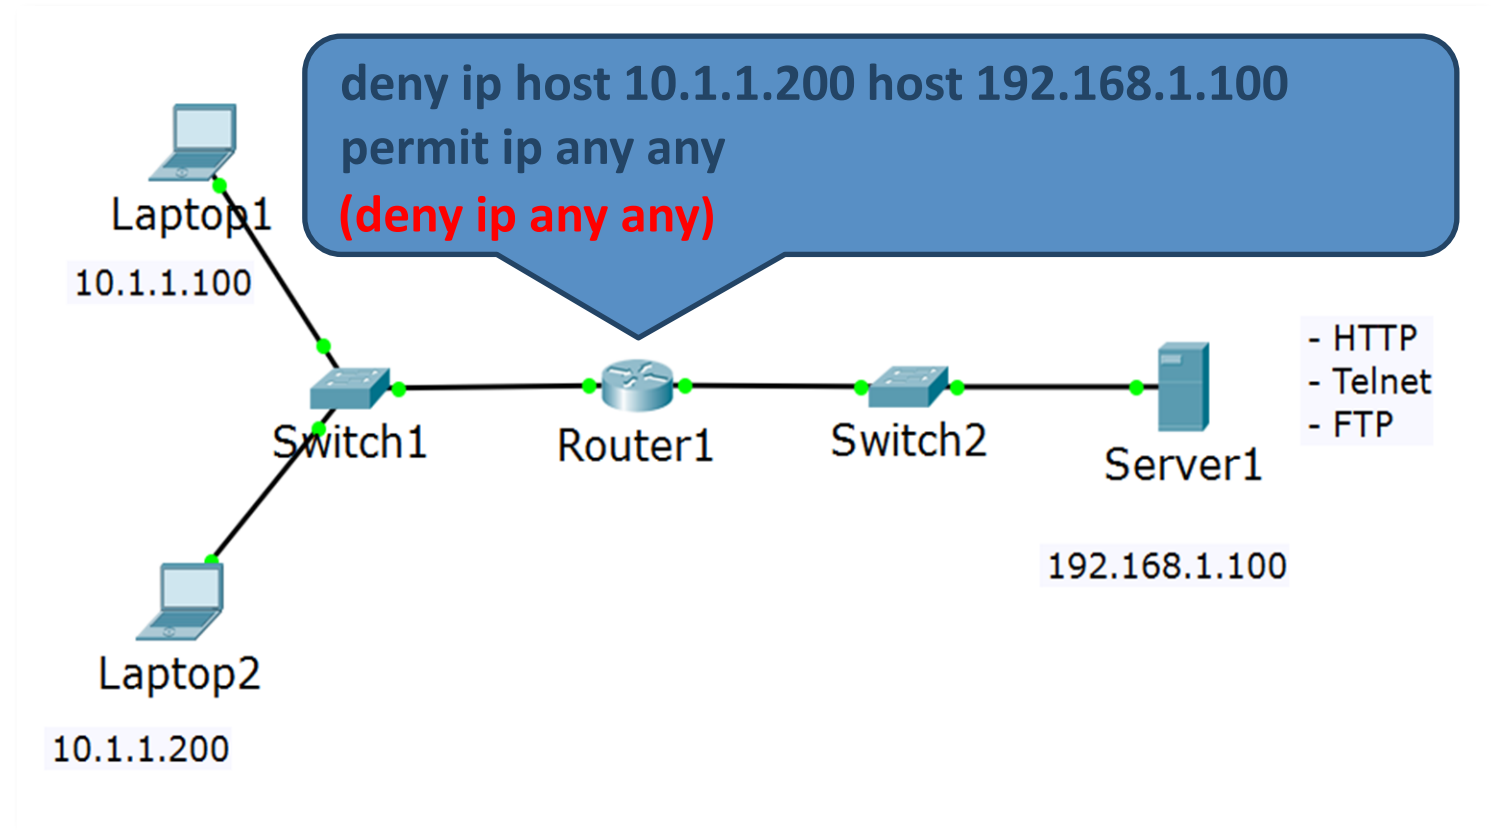 deny ip host 10.1.1.200 host 192.168.1.100
permit ip any any
(deny ip any any)
Laptop1
10.1.1.100
Switch1
Router1
Switch2
Server1
- HTTP
- Telnet
- FTP
192.168.1.100
Laptop2
10.1.1.200